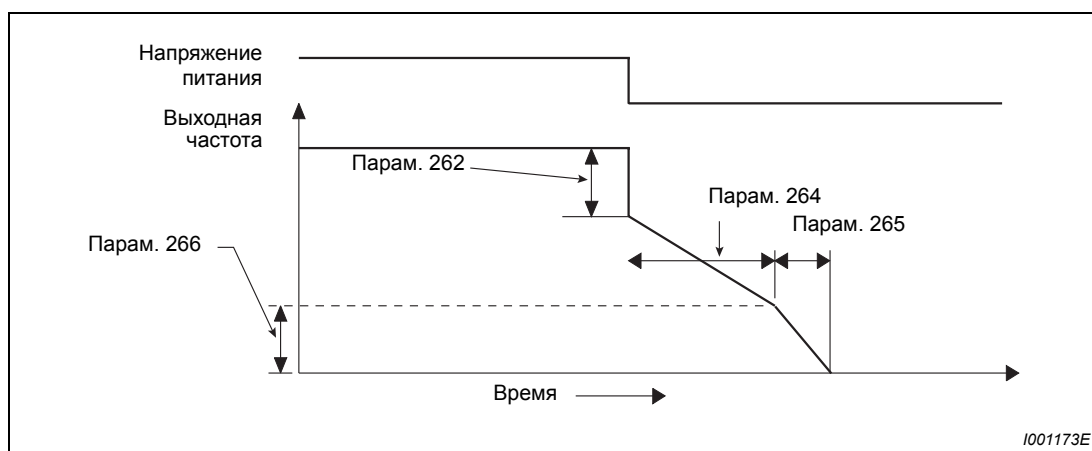 Напряжение
питания
Выходная
частота
Парам. 262
Парам. 264
Парам. 265
Парам. 266
Время
I001173E